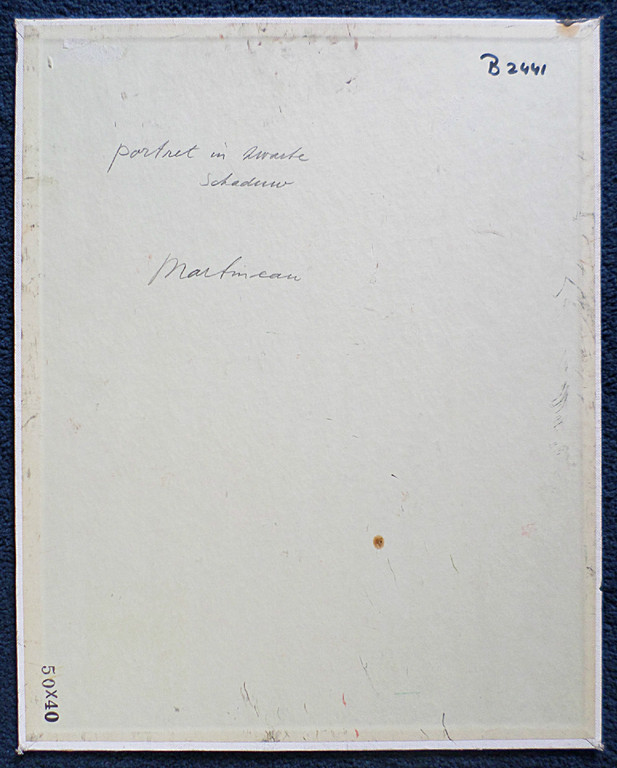 B 2441
portret in zwarte
schaduw
Martineau
50X40